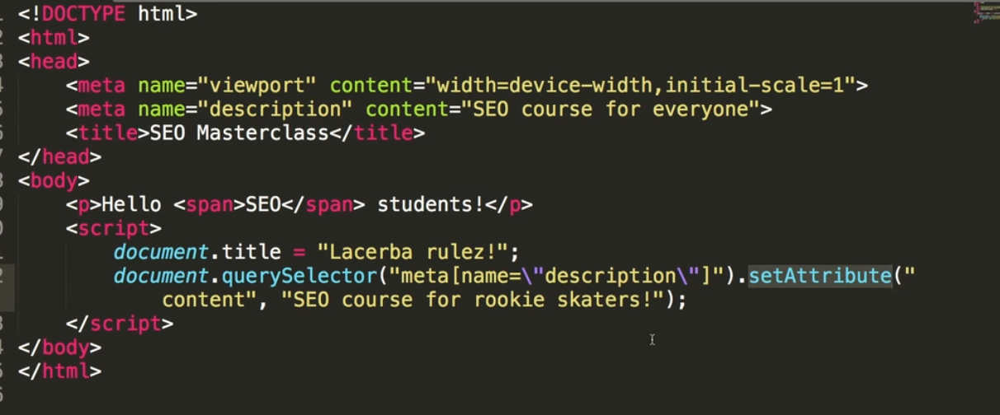 <!DOCTYPE html>
<html>
<head>
    <meta name="viewport" content="width=device-width,initial-scale=1">
    <meta name="description" content="SEO course for everyone">
    <title>SEO Masterclass</title>
</head>
<body>
    <p>Hello <span>SEO</span> students!</p>
    <script>
        document.title = "Lacerba rulez!";
        document.querySelector("meta[name=\"description\"]").setAttribute("
            content", "SEO course for rookie skaters!");
    </script>
</body>
</html>